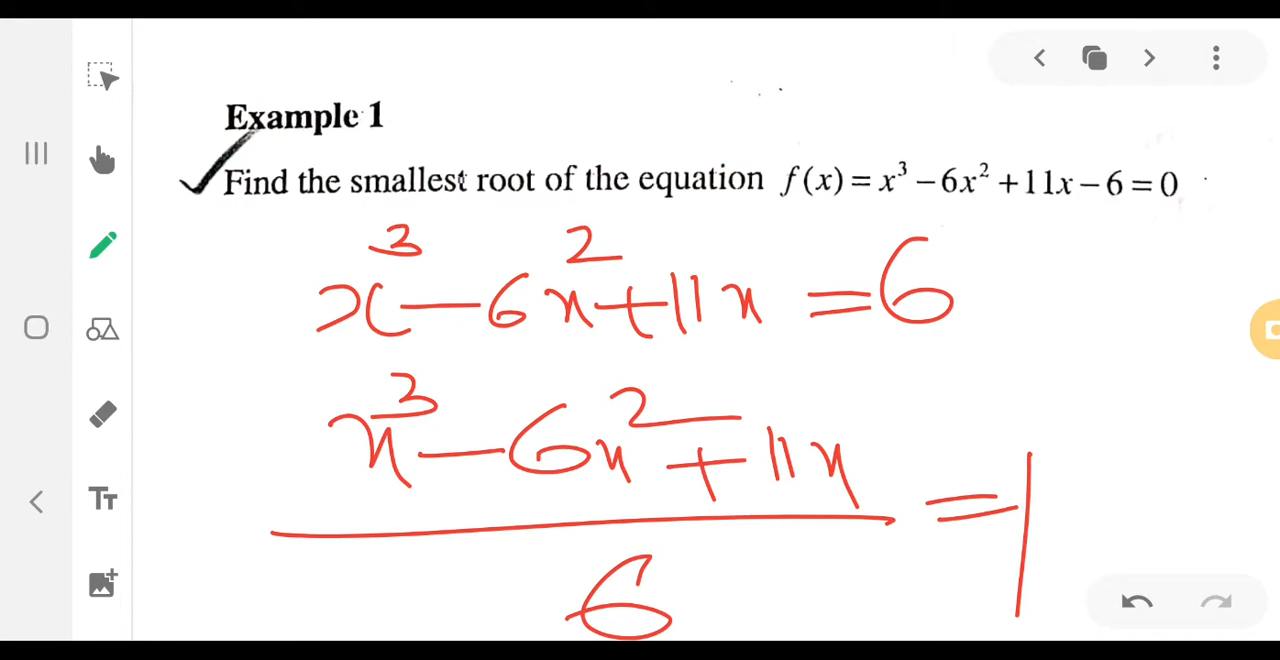 Example 1
Find the smallest root of the equation f(x) = x³ − 6x² + 11x − 6 = 0
x³ − 6x² + 11x = 6
x³ − 6x² + 11x
= 1
6
TT